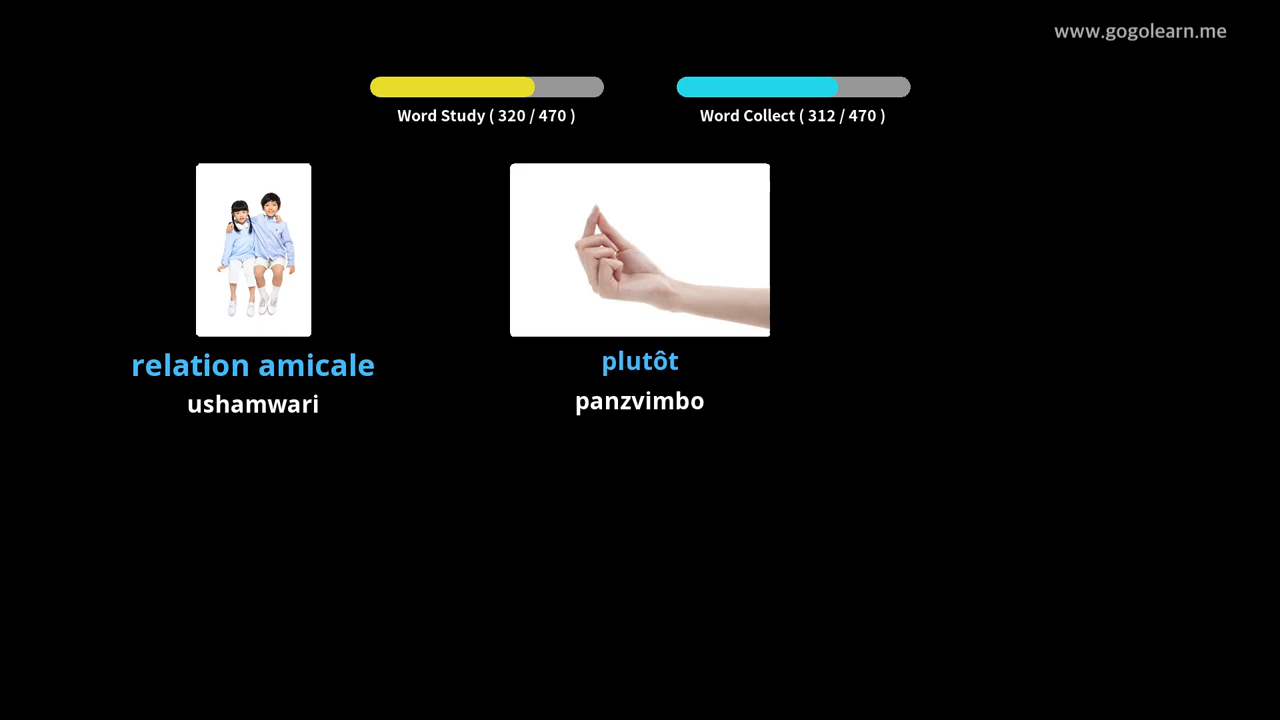 www.gogolearn.me
Word Study ( 320 / 470 )
Word Collect ( 312 / 470 )
relation amicale
ushamwari
plutôt
panzvimbo